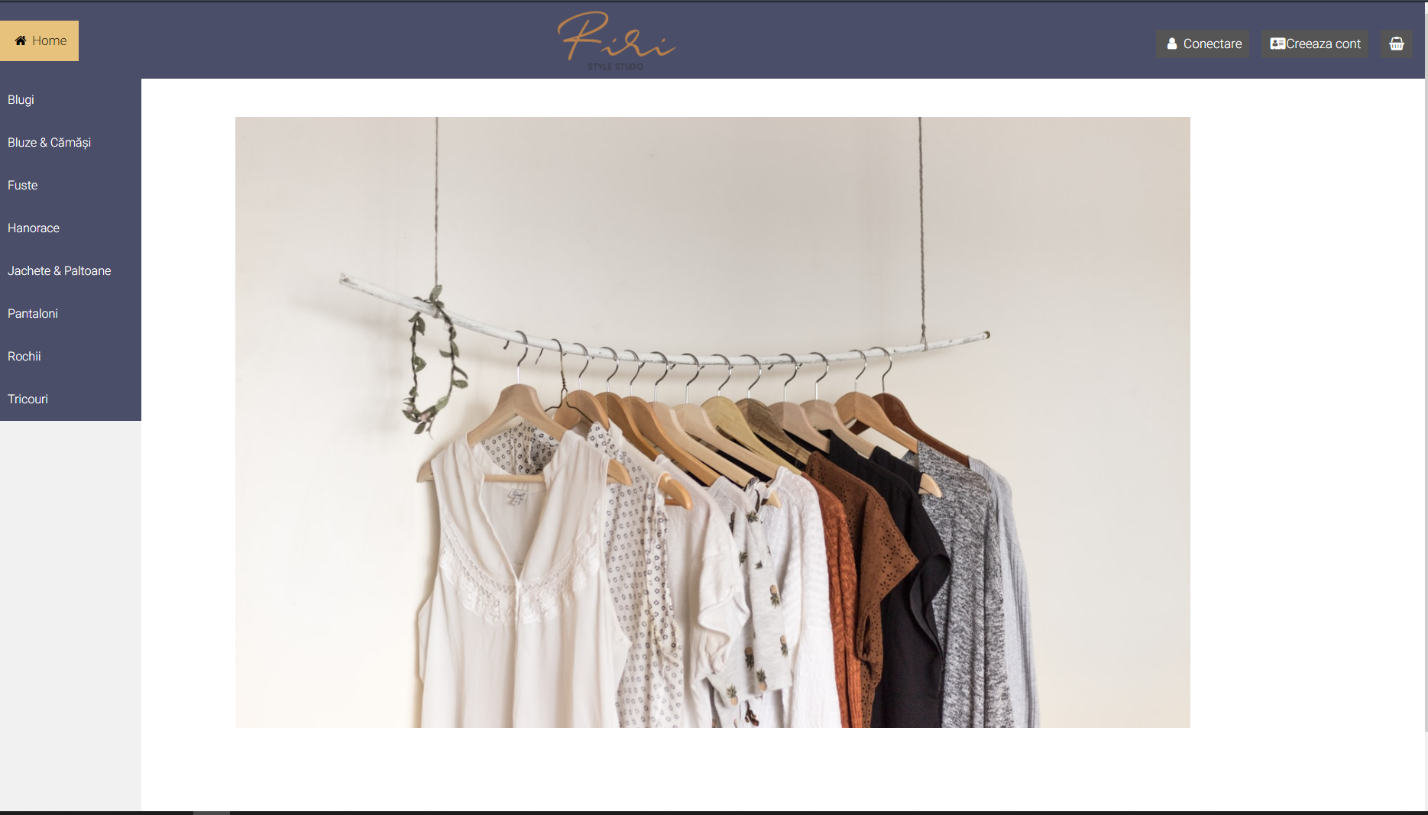 Home
Riri
STYLE STUDIO
Conectare
Creeaza cont
Blugi
Bluze & Cămăși
Fuste
Hanorace
Jachete & Paltoane
Pantaloni
Rochii
Tricouri